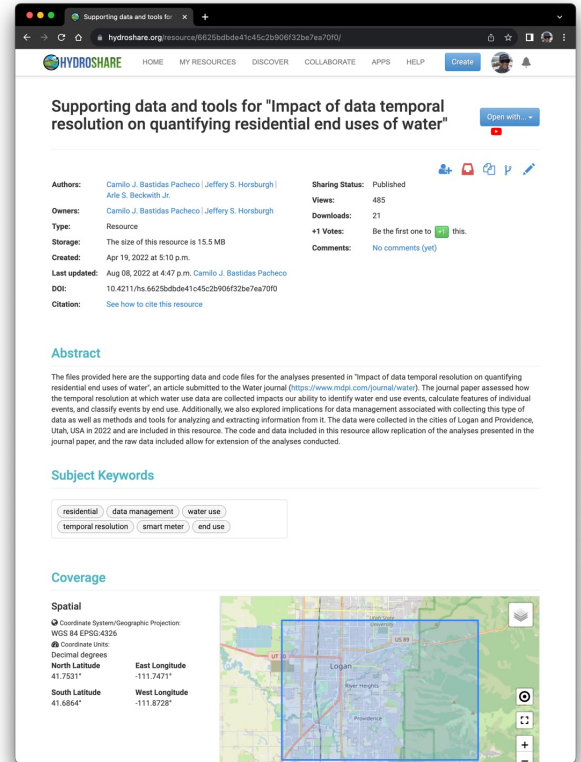 Supporting data and tools for
hydroshare.org/resource/6625bdbde41c45c2b906f32be7ea70f0/
HYDROSHARE HOME MY RESOURCES DISCOVER COLLABORATE APPS HELP Create
Supporting data and tools for "Impact of data temporal
resolution on quantifying residential end uses of water"
Open with...
Authors: Camilo J. Bastidas Pacheco | Jeffery S. Horsburgh |
Arle S. Beckwith Jr.
Owners: Camilo J. Bastidas Pacheco | Jeffery S. Horsburgh
Type: Resource
Storage: The size of this resource is 15.5 MB
Created: Apr 19, 2022 at 5:10 p.m.
Last updated: Aug 08, 2022 at 4:47 p.m. Camilo J. Bastidas Pacheco
DOI: 10.4211/hs.6625bdbde41c45c2b906f32be7ea70f0
Citation: See how to cite this resource
Sharing Status: Published
Views: 485
Downloads: 21
+1 Votes: Be the first one to +1 this.
Comments: No comments (yet)
Abstract
The files provided here are the supporting data and code files for the analyses presented in "Impact of data temporal resolution on quantifying
residential end uses of water", an article submitted to the Water journal (https://www.mdpi.com/journal/water). The journal paper assessed how
the temporal resolution at which water use data are collected impacts our ability to identify water end use events, calculate features of individual
events, and classify events by end use. Additionally, we also explored implications for data management associated with collecting this type of
data as well as methods and tools for analyzing and extracting information from it. The data were collected in the cities of Logan and Providence,
Utah, USA in 2022 and are included in this resource. The code and data included in this resource allow replication of the analyses presented in the
journal paper, and the raw data included allow for extension of the analyses conducted.
Subject Keywords
residential data management water use
temporal resolution smart meter end use
Coverage
Spatial
Coordinate System/Geographic Projection:
WGS 84 EPSG:4326
Coordinate Units:
Decimal degrees
North Latitude East Longitude
41.7531° -111.7471°
South Latitude West Longitude
41.6864° -111.8728°
Utah State
University
US 89
UT 30
Logan
River Heights
Providence
+
−